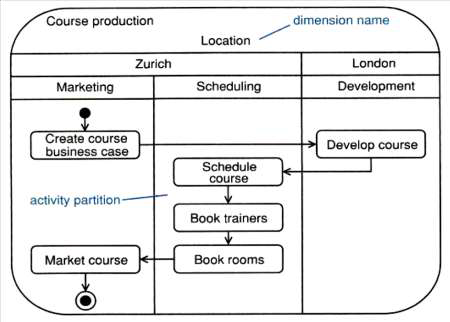 Course production
dimension name
Location
Zurich
London
Marketing
Scheduling
Development
Create course
business case
Develop course
Schedule
course
activity partition
Book trainers
Market course
Book rooms